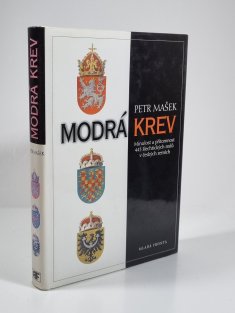 MODRÁ KREV
P. MAŠEK
PETR MAŠEK
MODRÁ KREV
Minulost a přítomnost
445 šlechtických rodů
v českých zemích
MLADÁ FRONTA